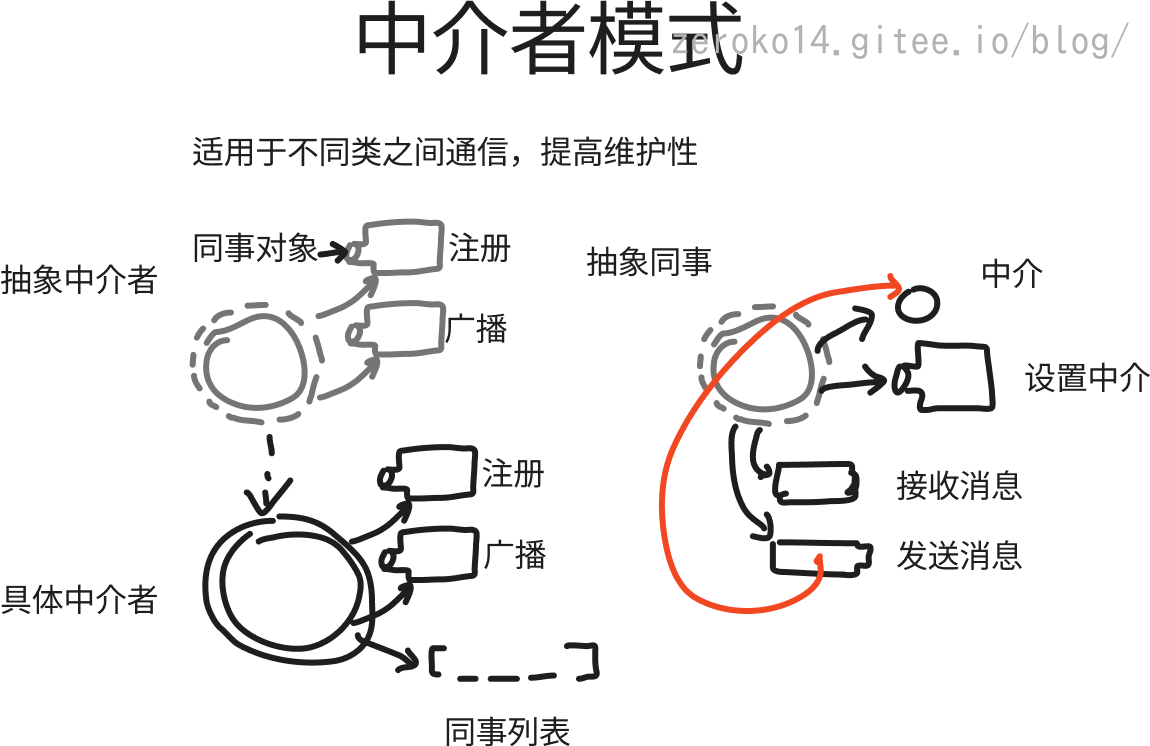 中介者模式
zeroko14.gitee.io/blog/
适用于不同类之间通信，提高维护性
同事对象
注册
抽象中介者
广播
注册
广播
具体中介者
同事列表
抽象同事
中介
设置中介
接收消息
发送消息